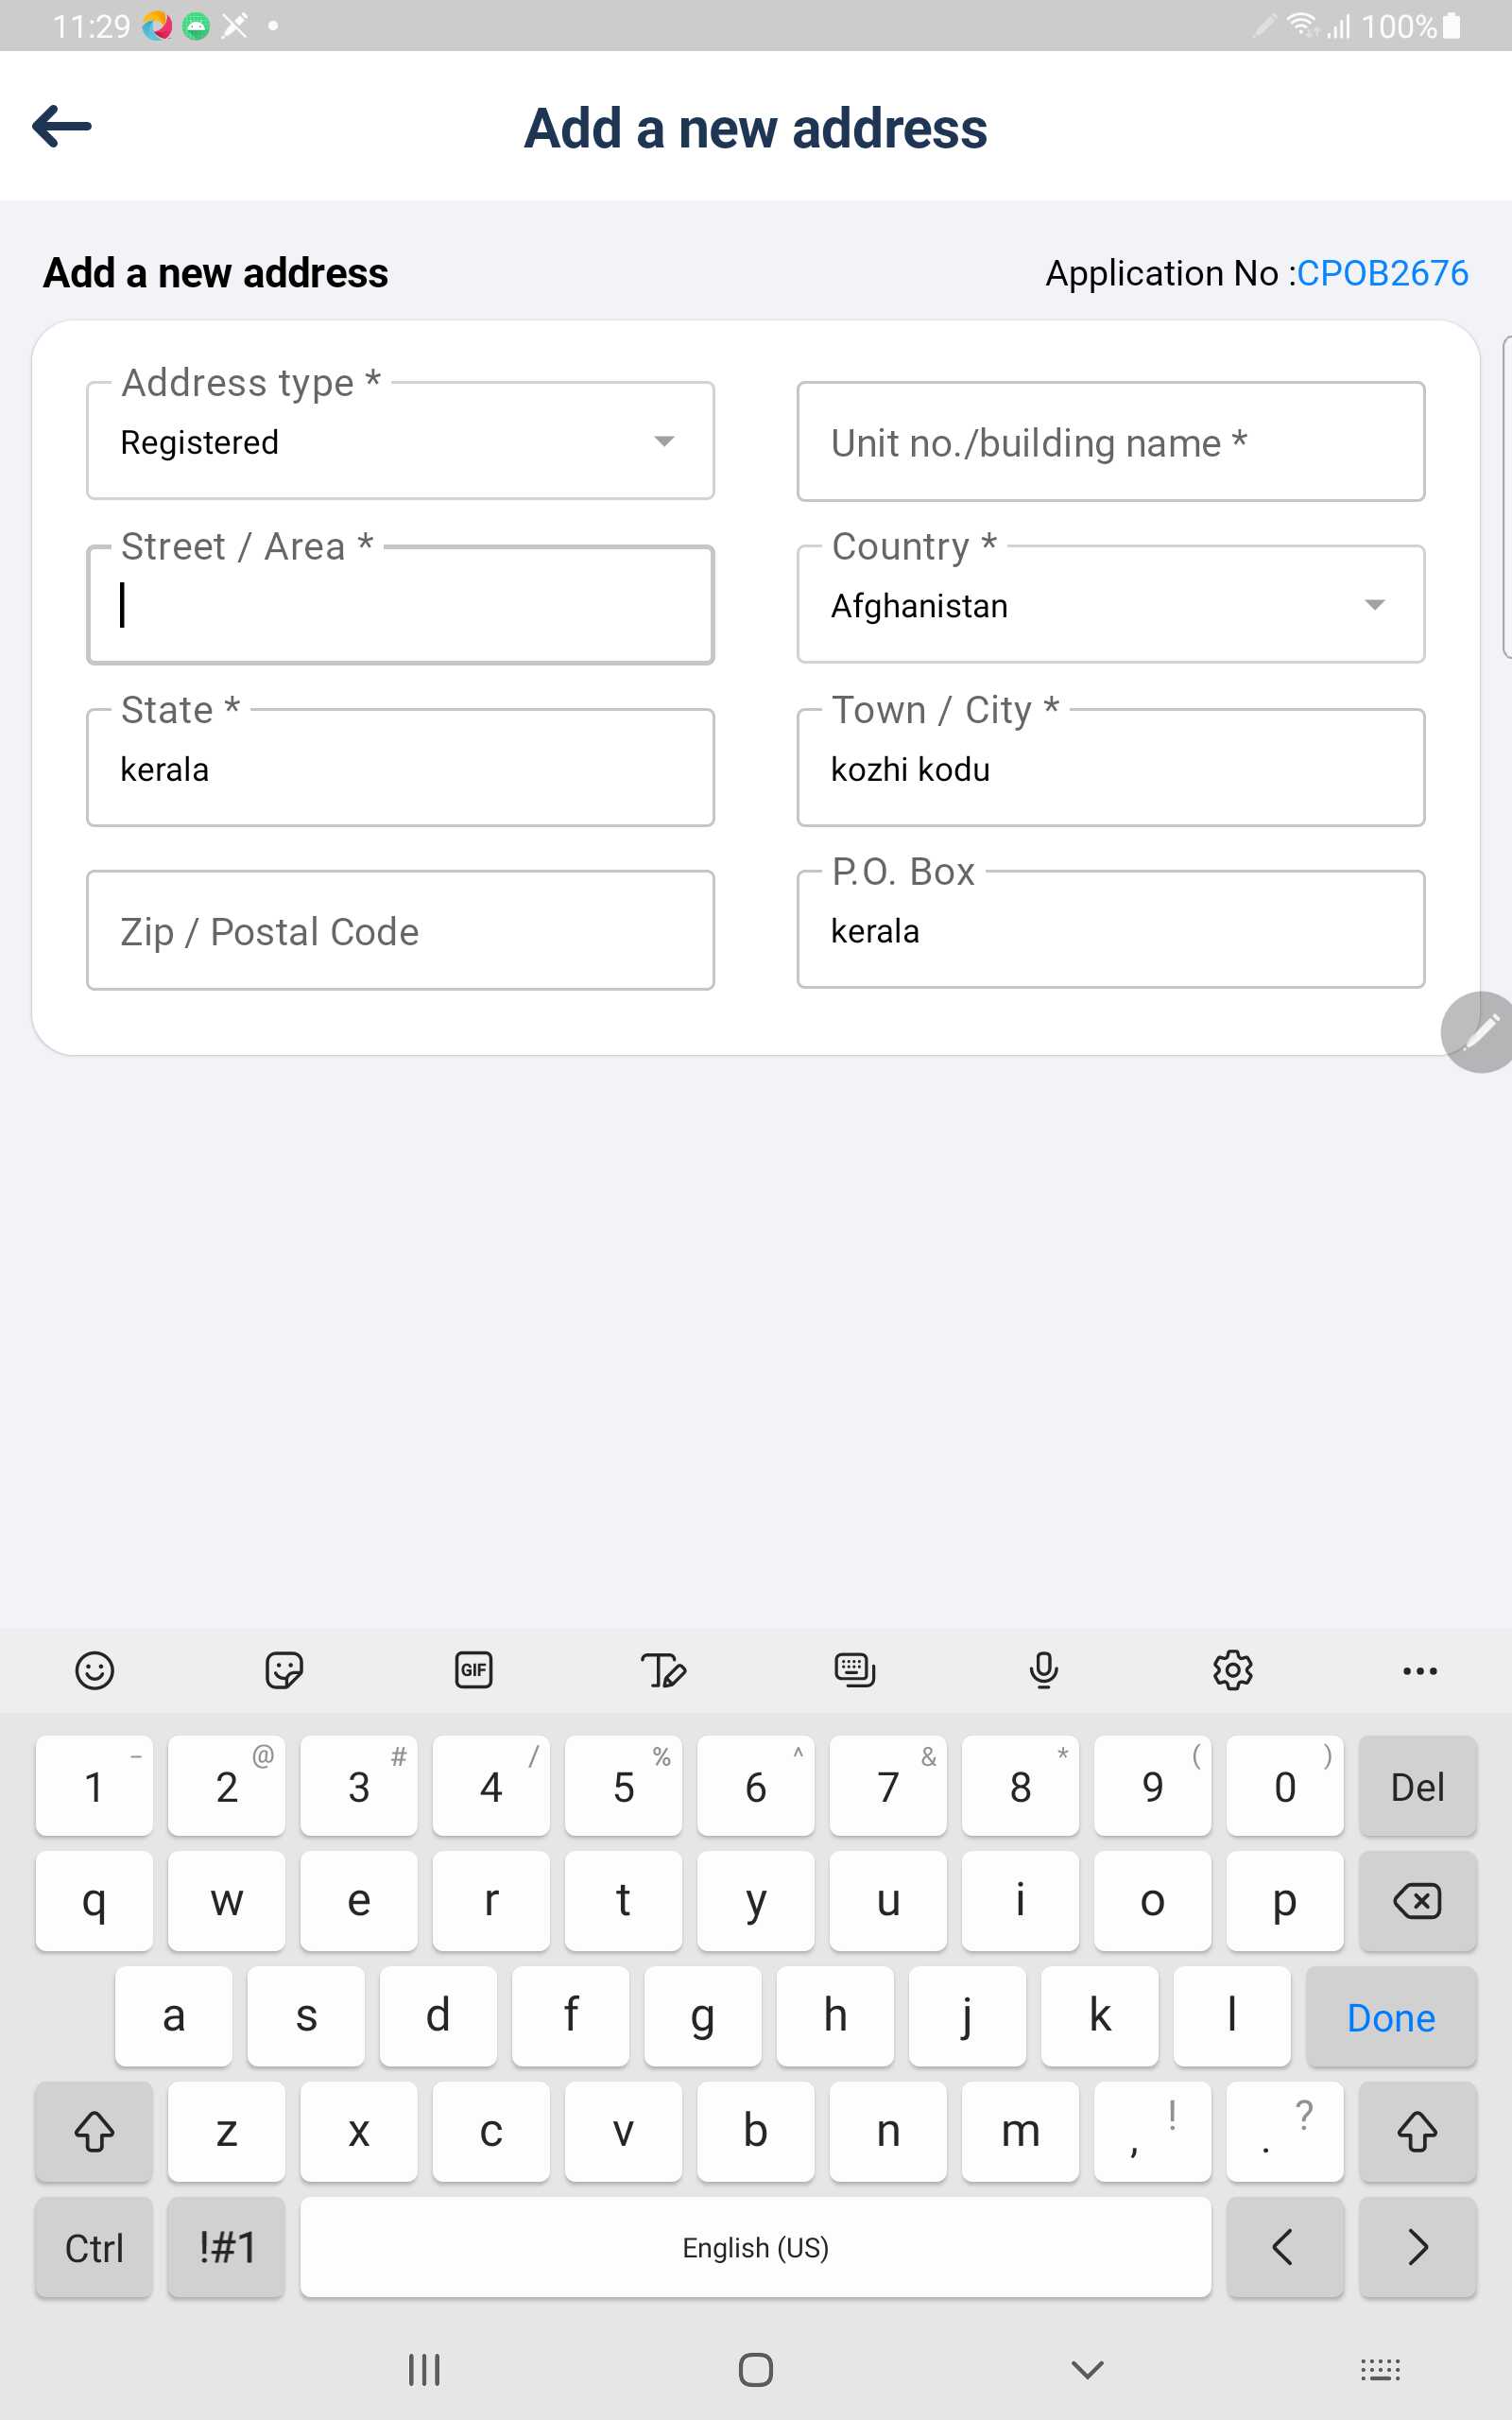 11:29
100%
Add a new address
Add a new address
Application No :CPOB2676
Address type *
Registered
Unit no./building name *
Street / Area *
Country *
Afghanistan
State *
kerala
Town / City *
kozhi kodu
Zip / Postal Code
P.O. Box
kerala
GIF
1 - 2 @ 3 # 4 / 5 % 6 ^ 7 & 8 * 9 ( 0 ) Del
q w e r t y u i o p
a s d f g h j k l Done
z x c v b n m , ! . ?
Ctrl !#1 English (US) < >